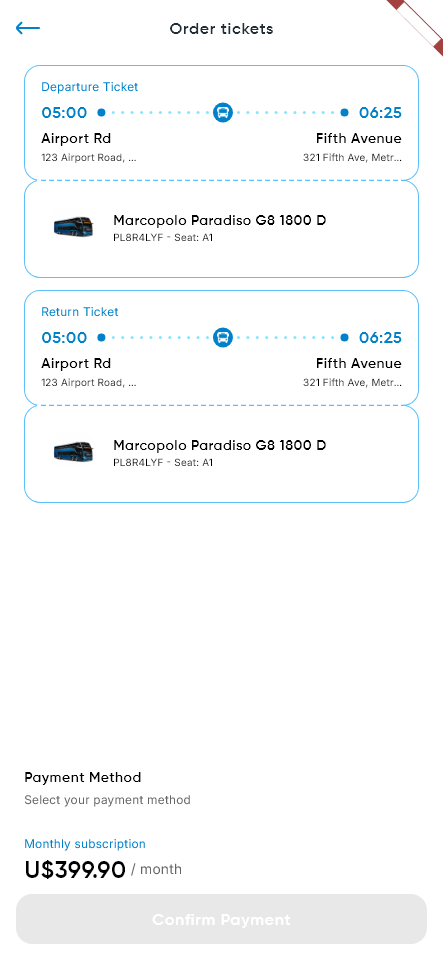 Order tickets
Departure Ticket
05:00 06:25
Airport Rd Fifth Avenue
123 Airport Road, ... 321 Fifth Ave, Metr...
Marcopolo Paradiso G8 1800 D
PL8R4LYF - Seat: A1
Return Ticket
05:00 06:25
Airport Rd Fifth Avenue
123 Airport Road, ... 321 Fifth Ave, Metr...
Marcopolo Paradiso G8 1800 D
PL8R4LYF - Seat: A1
Payment Method
Select your payment method
Monthly subscription
U$399.90 / month
Confirm Payment